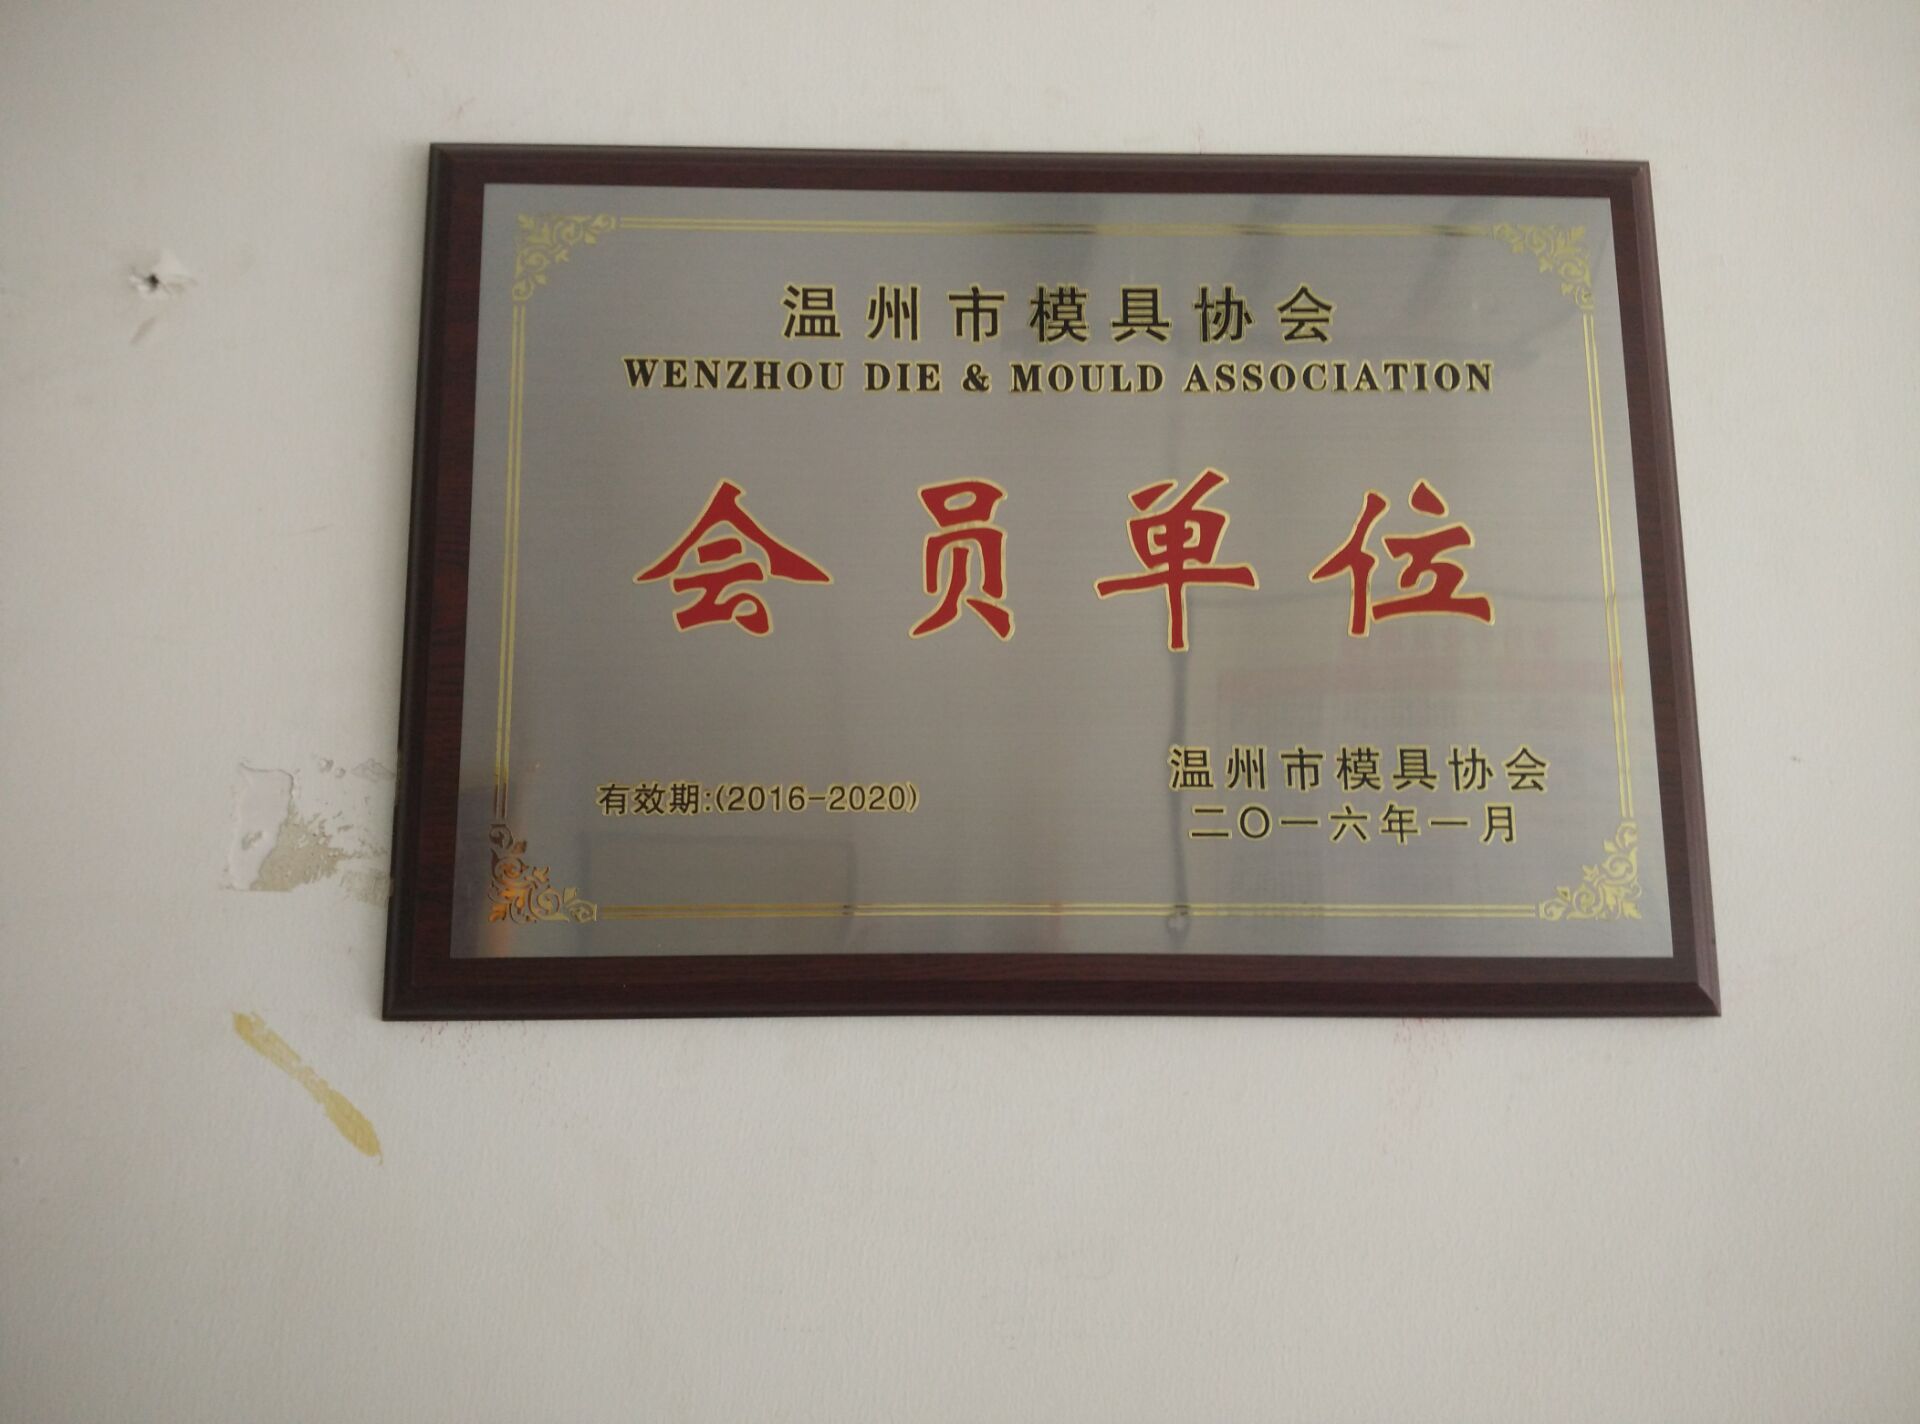 温州市模具协会
WENZHOU DIE & MOULD ASSOCIATION
会员单位
有效期:(2016-2020)
温州市模具协会
二〇一六年一月